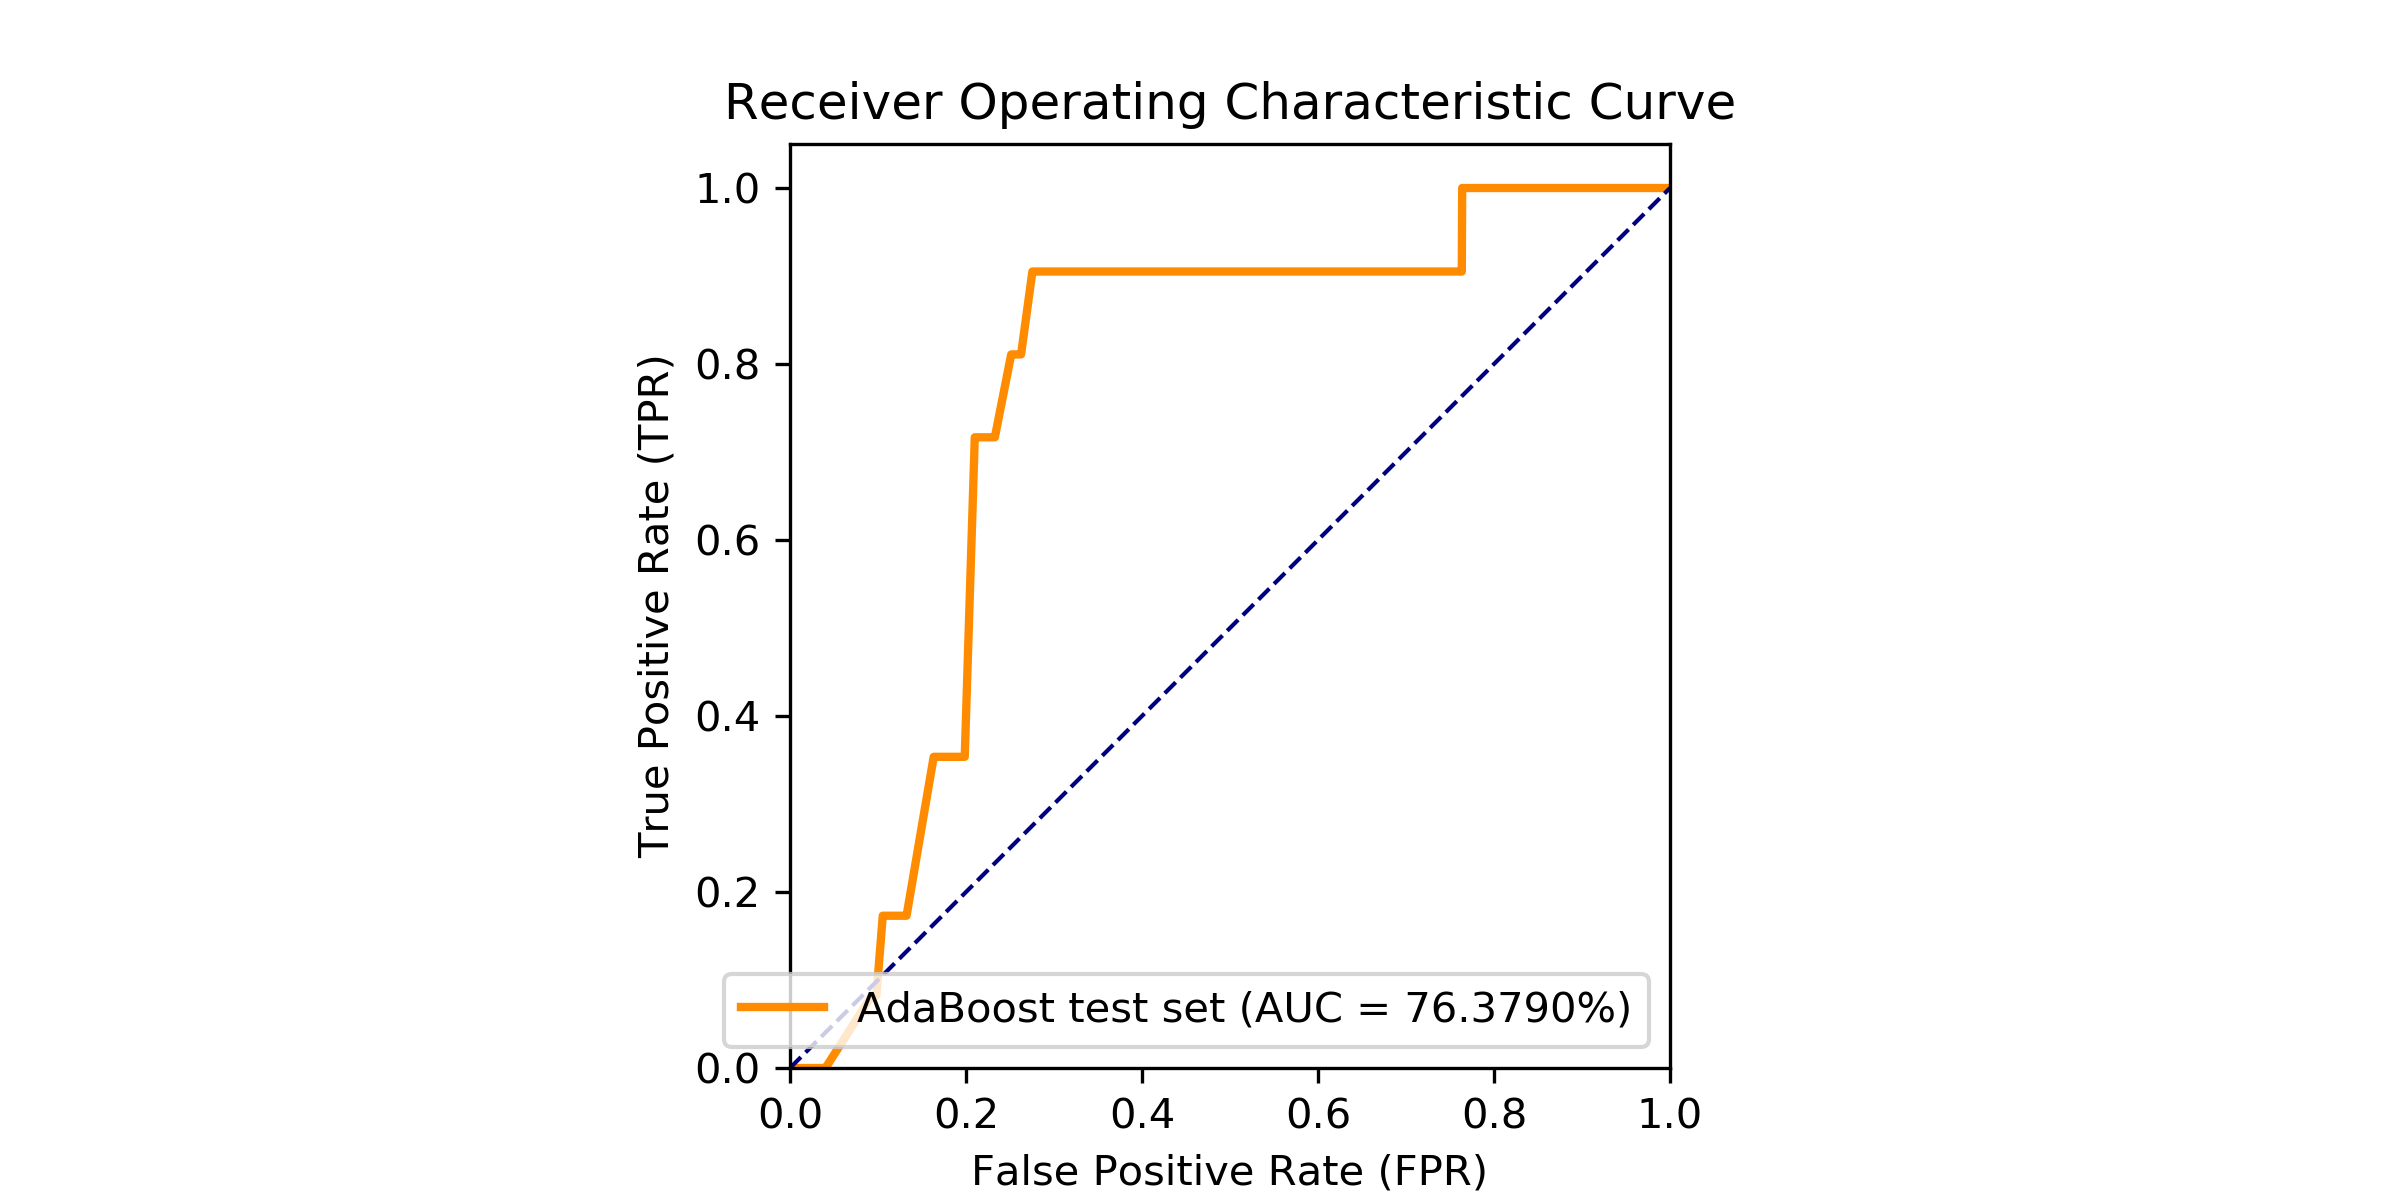 Receiver Operating Characteristic Curve
1.0
0.8
0.6
0.4
0.2
0.0
True Positive Rate (TPR)
AdaBoost test set (AUC = 76.3790%)
0.0 0.2 0.4 0.6 0.8 1.0
False Positive Rate (FPR)